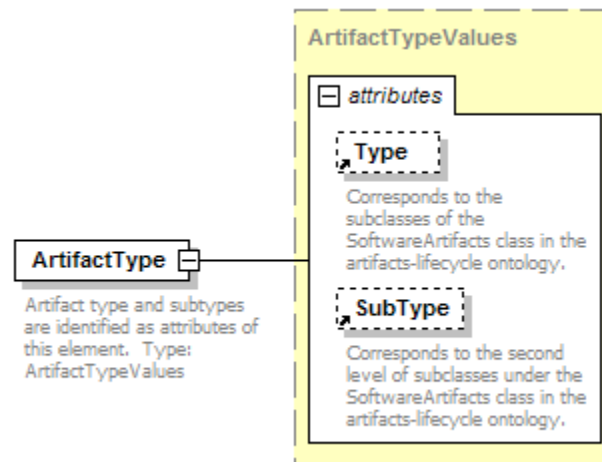 ArtifactTypeValues
attributes
Type
Corresponds to the
subclasses of the
SoftwareArtifacts class in the
artifacts-lifecycle ontology.
ArtifactType
Artifact type and subtypes
are identified as attributes of
this element.  Type:
ArtifactTypeValues
SubType
Corresponds to the second
level of subclasses under the
SoftwareArtifacts class in the
artifacts-lifecycle ontology.